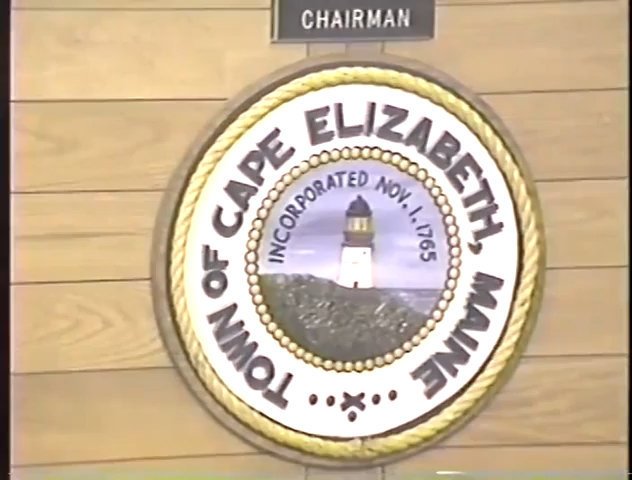 CHAIRMAN
TOWN OF CAPE ELIZABETH, MAINE
INCORPORATED NOV. 1, 1765